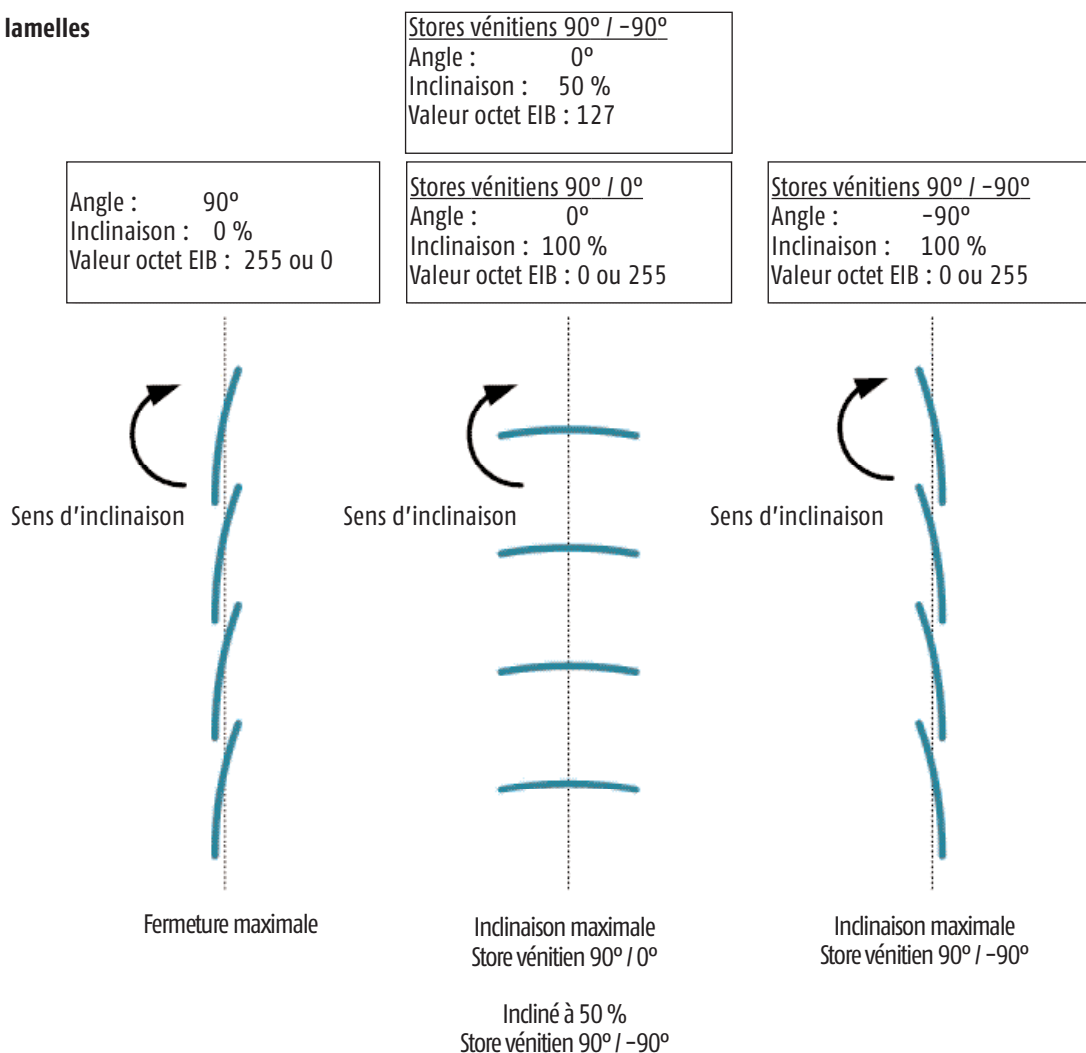 lamelles
Stores vénitiens 90º / −90º
Angle : 0º
Inclinaison : 50 %
Valeur octet EIB : 127
Angle : 90º
Inclinaison : 0 %
Valeur octet EIB : 255 ou 0
Stores vénitiens 90º / 0º
Angle : 0º
Inclinaison : 100 %
Valeur octet EIB : 0 ou 255
Stores vénitiens 90º / −90º
Angle : −90º
Inclinaison : 100 %
Valeur octet EIB : 0 ou 255
Sens d'inclinaison
Sens d'inclinaison
Sens d'inclinaison
Fermeture maximale
Inclinaison maximale
Store vénitien 90º / 0º
Incliné à 50 %
Store vénitien 90º / −90º
Inclinaison maximale
Store vénitien 90º / −90º